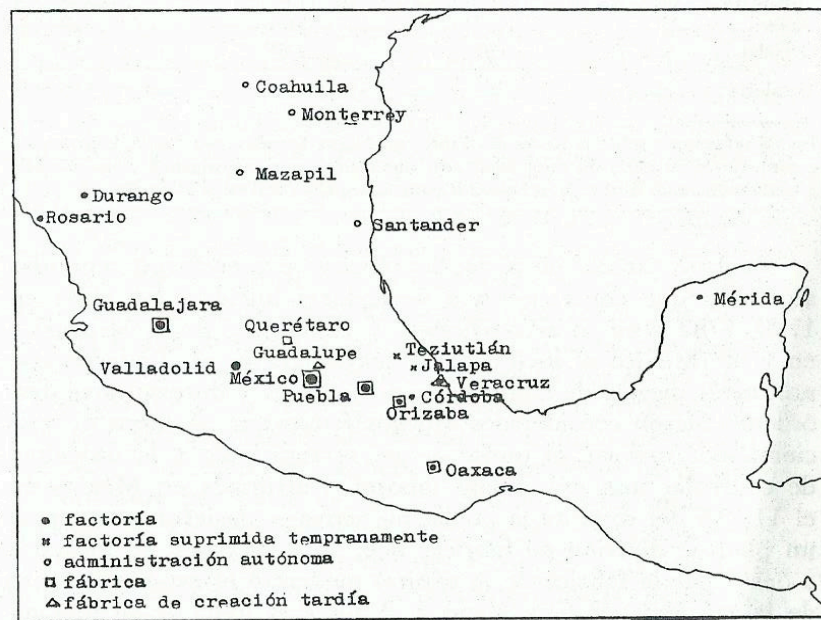 Coahuila
Monterrey
Mazapil
Durango
Rosario
Santander
Mérida
Guadalajara
Querétaro
Guadalupe
Teziutlán
Valladolid
Jalapa
México
Veracruz
Puebla
Córdoba
Orizaba
Oaxaca
factoría
factoría suprimida tempranamente
administración autónoma
fábrica
fábrica de creación tardía